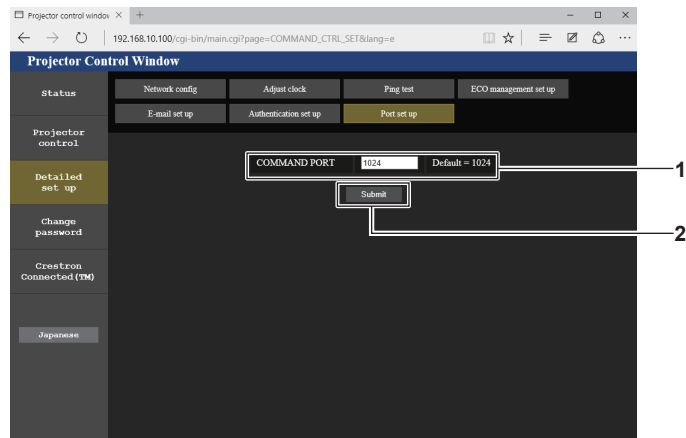 Projector control window
192.168.10.100/cgi-bin/main.cgi?page=COMMAND_CTRL_SET&lang=e
Projector Control Window
Status
Network config
Adjust clock
Ping test
ECO management set up
E-mail set up
Authentication set up
Port set up
Projector
control
Detailed
set up
Change
password
Crestron
Connected(TM)
Japanese
COMMAND PORT
1024
Default = 1024
1
Submit
2